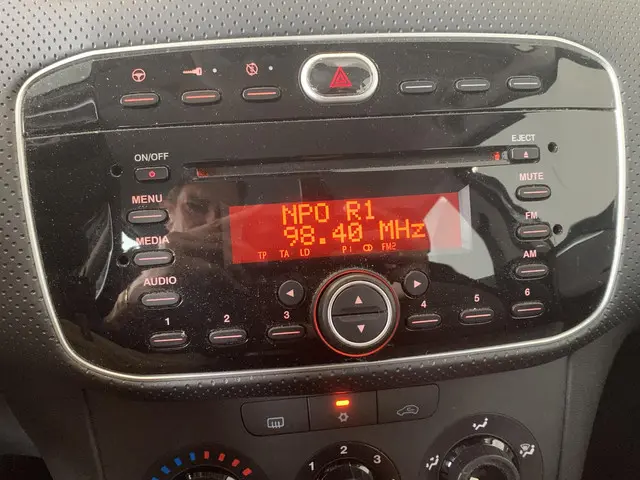 EJECT
ON/OFF
MENU
MUTE
NPO R1
98.40 MHz
TP TA LD PI CD FM2
FM
MEDIA
AM
AUDIO
1 2 3 4 5 6
1 2 3